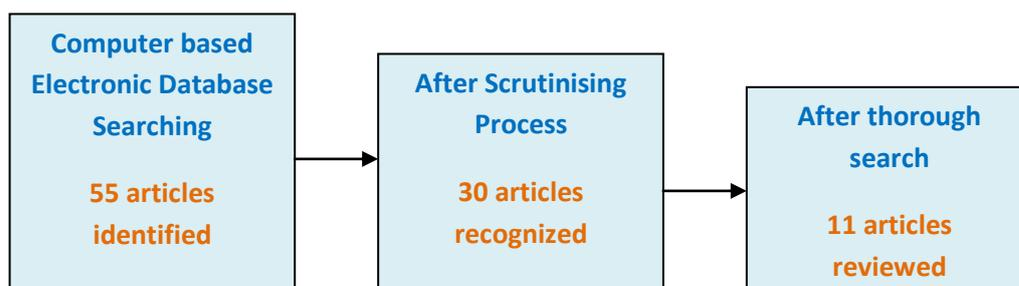 Computer based
Electronic Database
Searching
55 articles
identified
After Scrutinising
Process
30 articles
recognized
After thorough
search
11 articles
reviewed